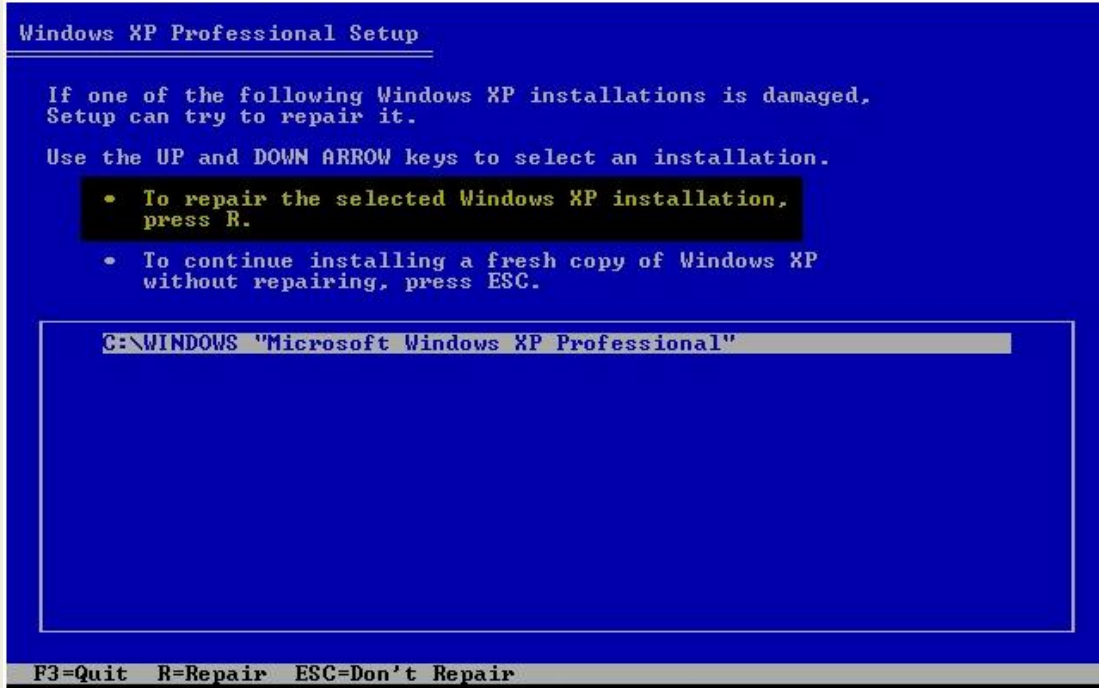 Windows XP Professional Setup
If one of the following Windows XP installations is damaged,
Setup can try to repair it.
Use the UP and DOWN ARROW keys to select an installation.
• To repair the selected Windows XP installation,
press R.
• To continue installing a fresh copy of Windows XP
without repairing, press ESC.
C:\WINDOWS "Microsoft Windows XP Professional"
F3=Quit R=Repair ESC=Don't Repair